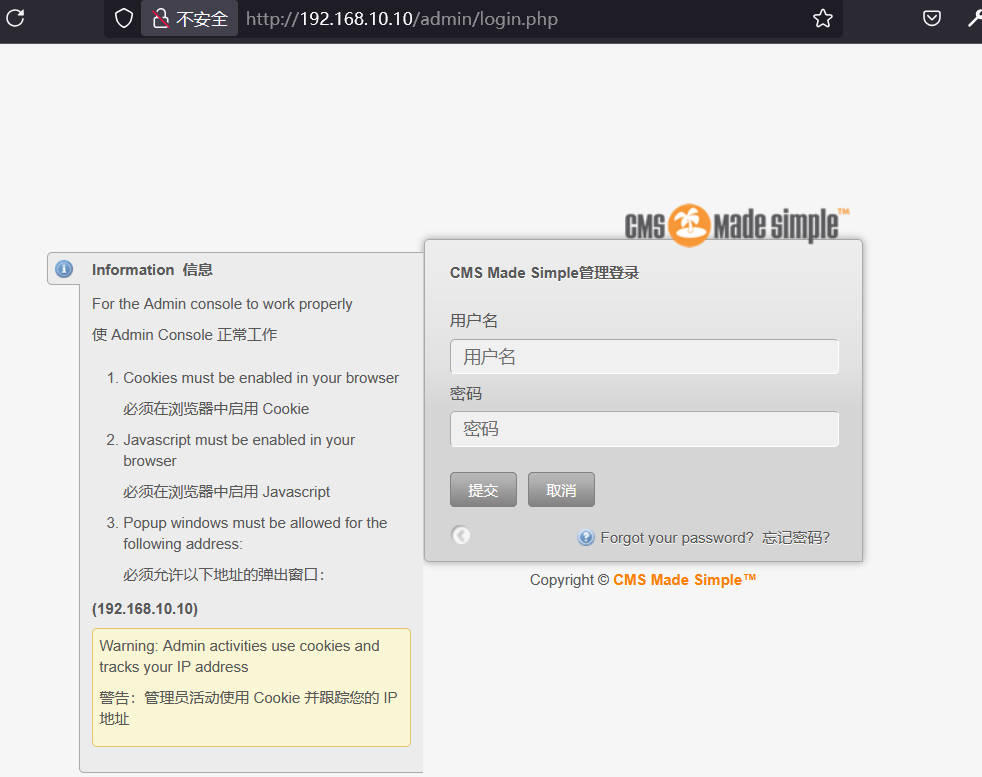 不安全 http://192.168.10.10/admin/login.php
CMS Made simple™
Information 信息
For the Admin console to work properly
使 Admin Console 正常工作
1. Cookies must be enabled in your browser
必须在浏览器中启用 Cookie
2. Javascript must be enabled in your
browser
必须在浏览器中启用 Javascript
3. Popup windows must be allowed for the
following address:
必须允许以下地址的弹出窗口：
(192.168.10.10)
Warning: Admin activities use cookies and
tracks your IP address
警告：管理员活动使用 Cookie 并跟踪您的 IP
地址
CMS Made Simple管理登录
用户名
用户名
密码
密码
提交 取消
Forgot your password? 忘记密码?
Copyright © CMS Made Simple™